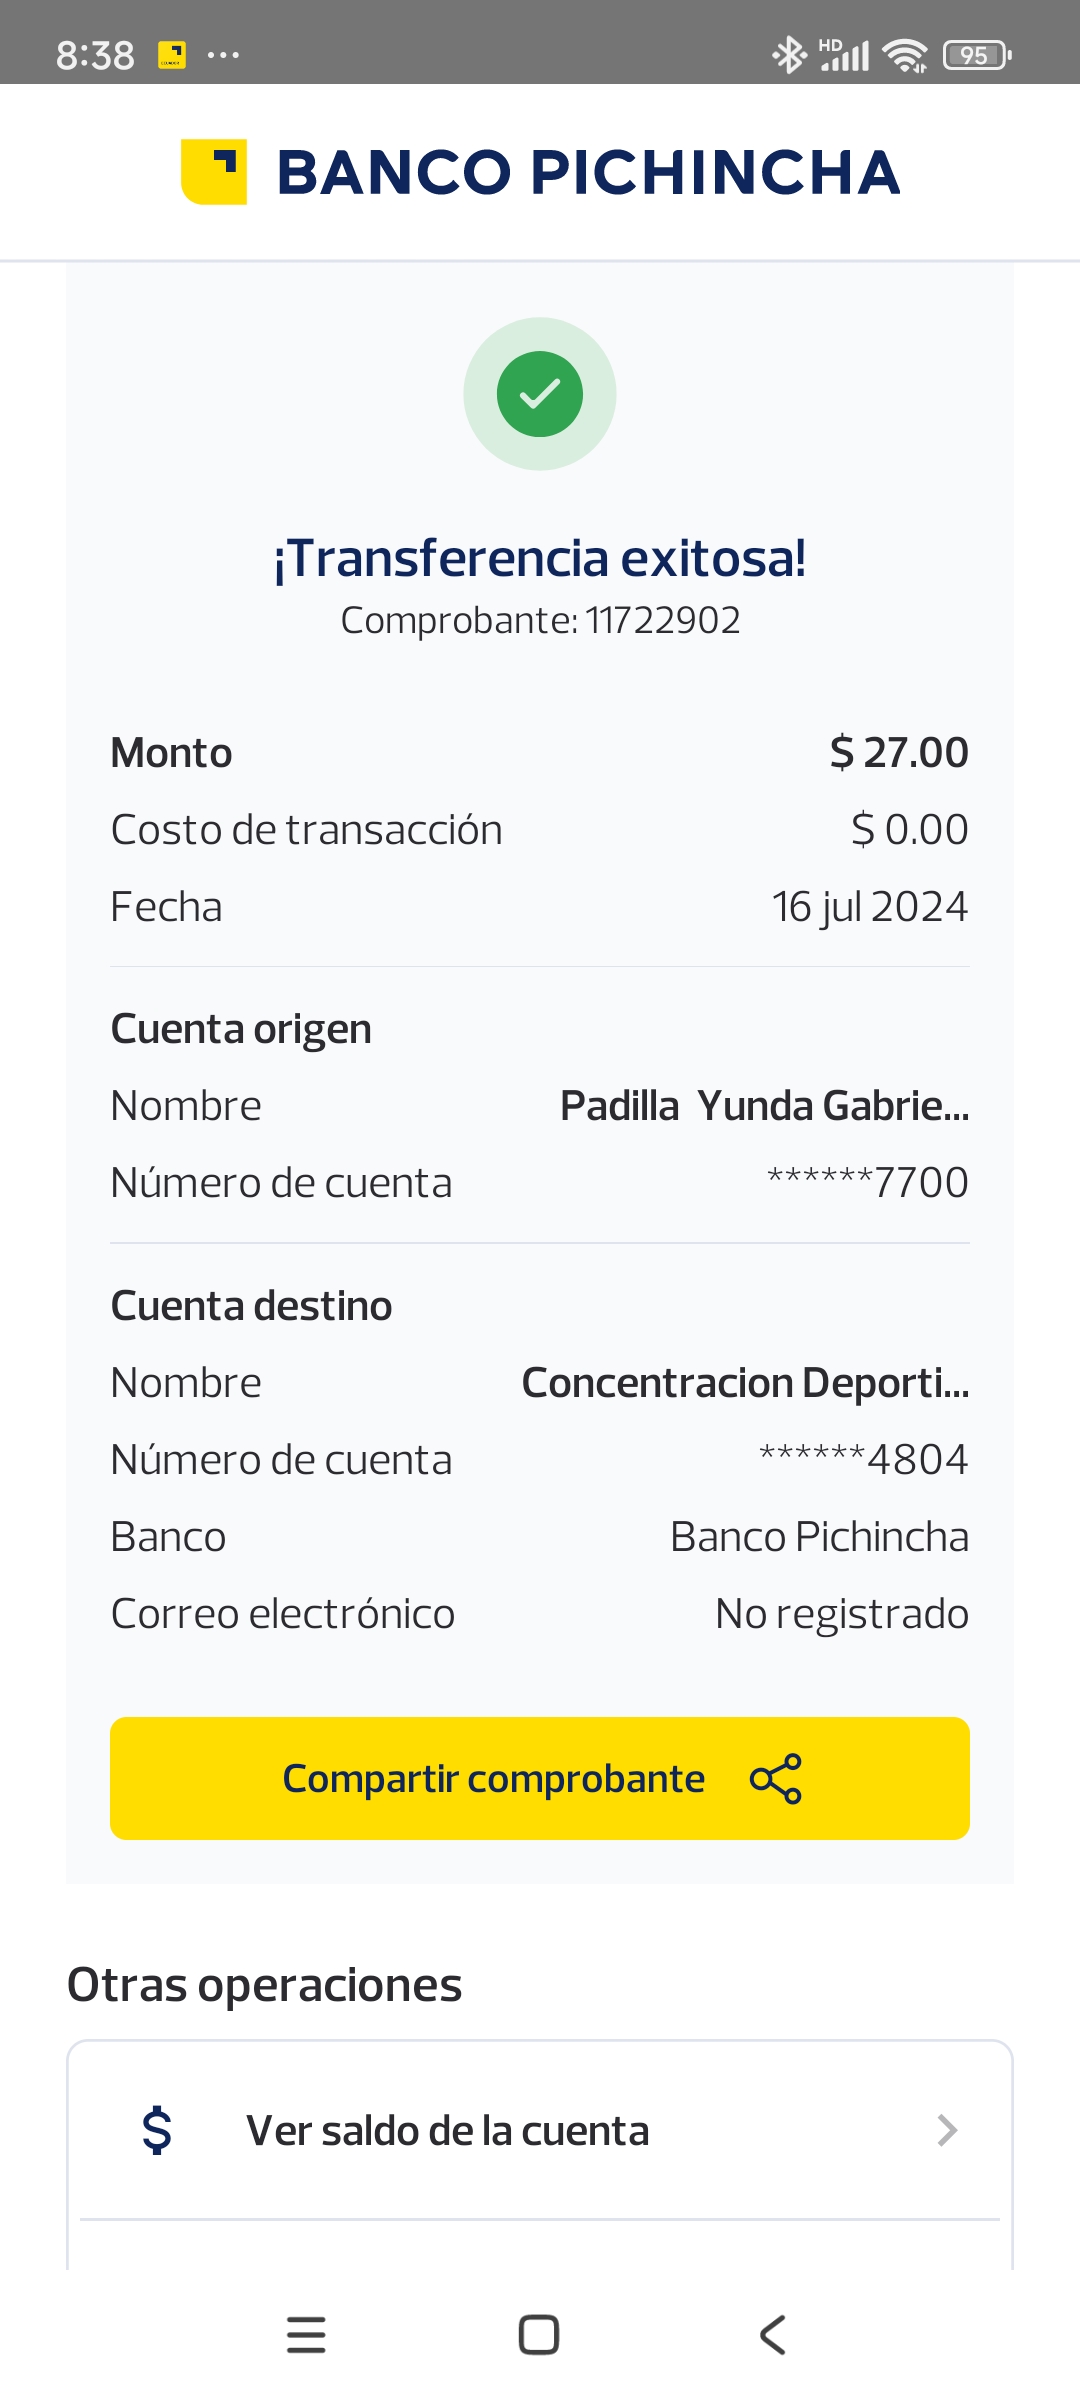 8:38
HD
95
BANCO PICHINCHA
¡Transferencia exitosa!
Comprobante: 11722902
Monto $ 27.00
Costo de transacción $ 0.00
Fecha 16 jul 2024
Cuenta origen
Nombre Padilla Yunda Gabrie...
Número de cuenta ******7700
Cuenta destino
Nombre Concentracion Deporti...
Número de cuenta ******4804
Banco Banco Pichincha
Correo electrónico No registrado
Compartir comprobante
Otras operaciones
$ Ver saldo de la cuenta